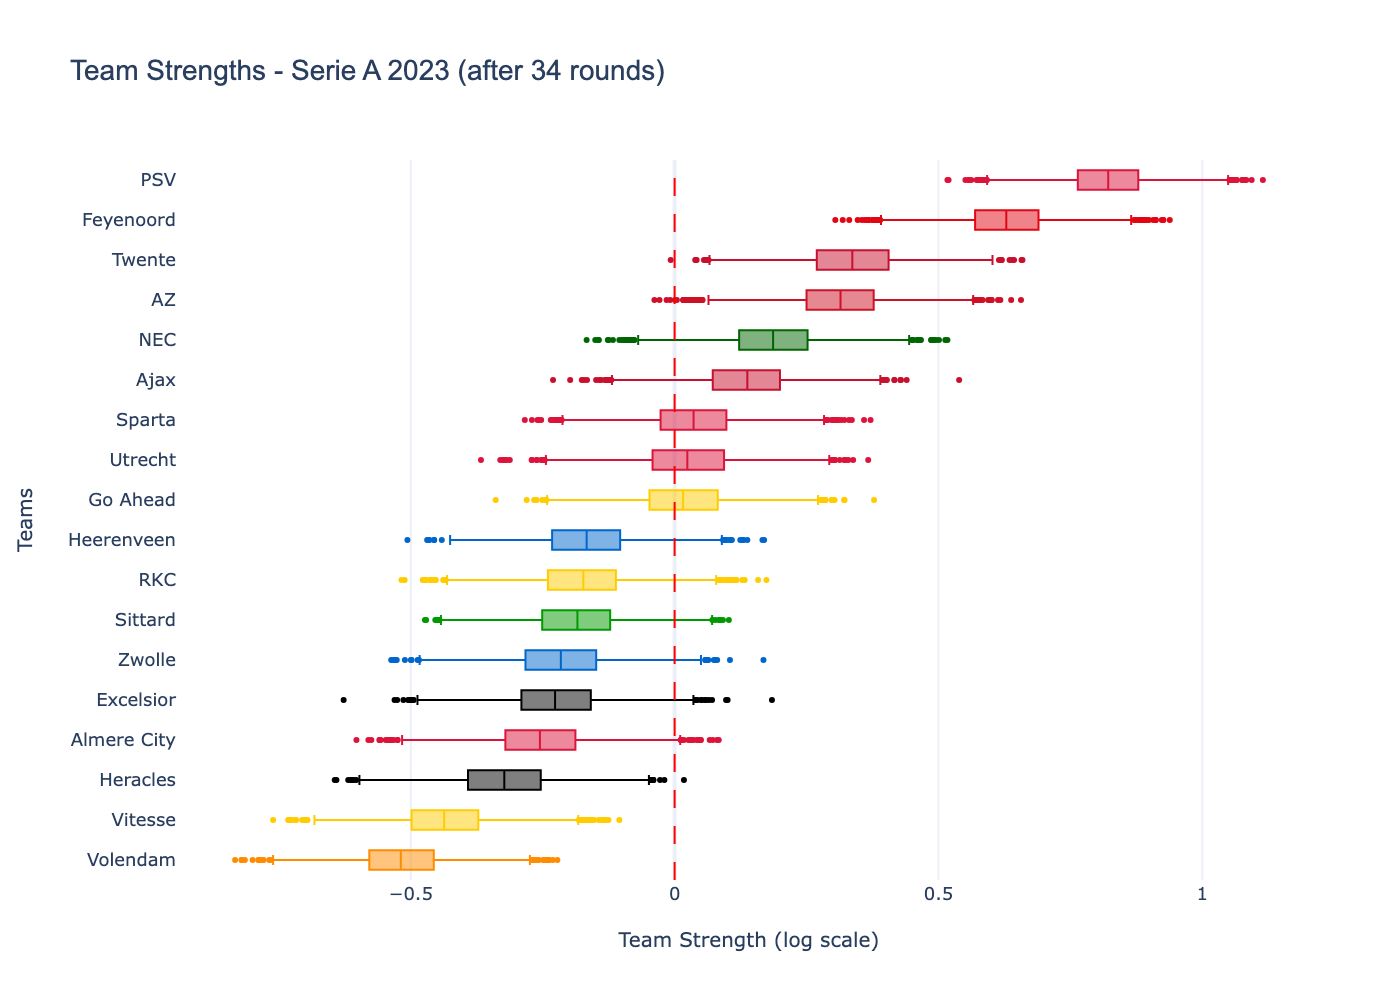 Team Strengths - Serie A 2023 (after 34 rounds)
PSV
Feyenoord
Twente
AZ
NEC
Ajax
Sparta
Utrecht
Go Ahead
Heerenveen
RKC
Sittard
Zwolle
Excelsior
Almere City
Heracles
Vitesse
Volendam
Teams
−0.5
0
0.5
1
Team Strength (log scale)